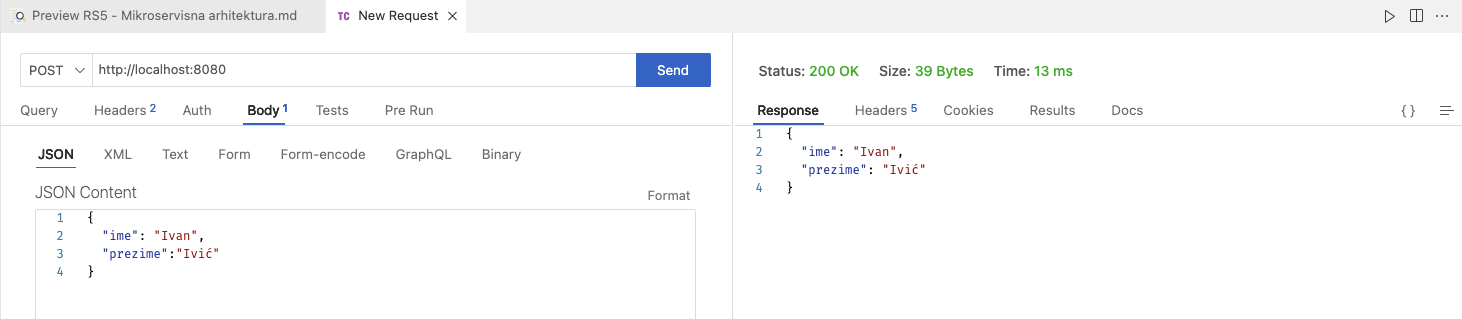 Preview RS5 - Mikroservisna arhitektura.md
TC New Request
POST http://localhost:8080 Send
Query Headers 2 Auth Body 1 Tests Pre Run
JSON XML Text Form Form-encode GraphQL Binary
JSON Content
Format
1 {
2 "ime": "Ivan",
3 "prezime":"Ivić"
4 }
Status: 200 OK Size: 39 Bytes Time: 13 ms
Response Headers 5 Cookies Results Docs { }
1 {
2 "ime": "Ivan",
3 "prezime": "Ivić"
4 }